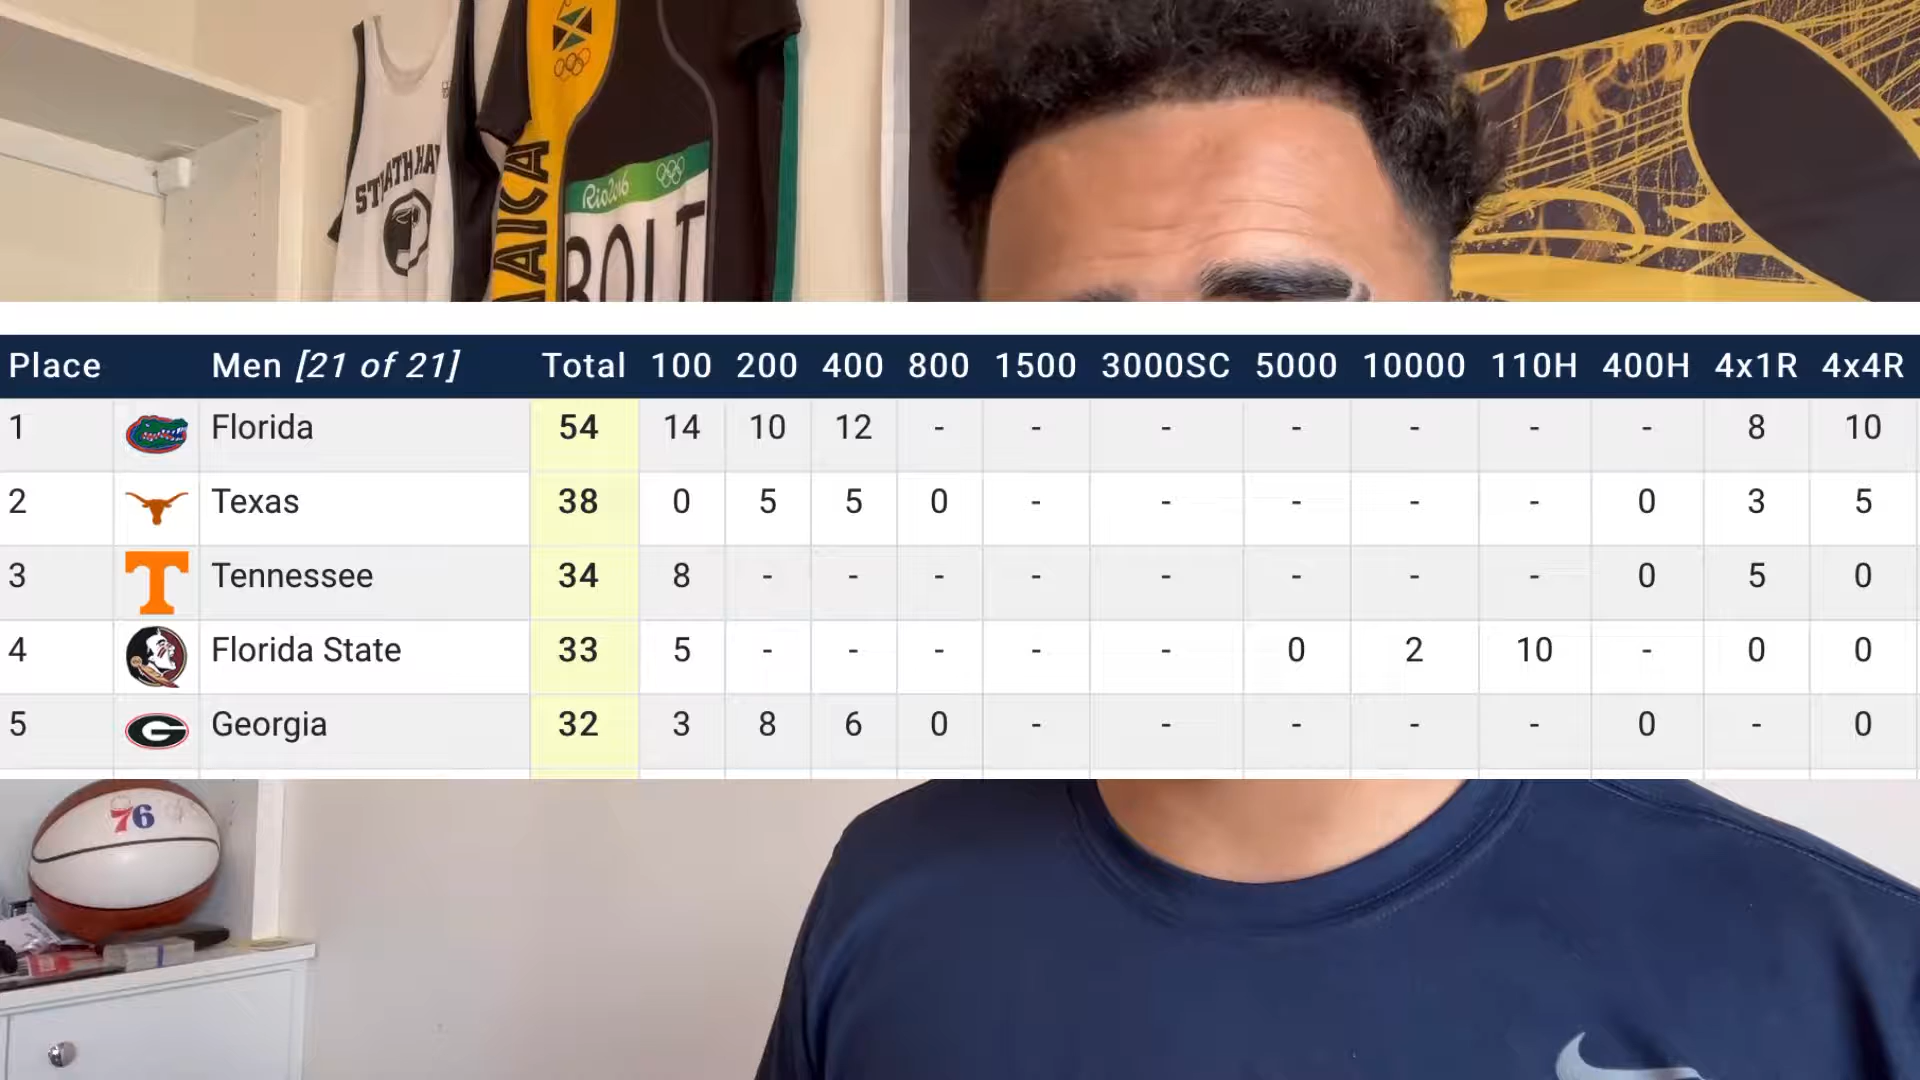 STRATH HA
JAMAICA
Rio2016
BOLT
Place Men [21 of 21] Total 100 200 400 800 1500 3000SC 5000 10000 110H 400H 4x1R 4x4R
1 Florida 54 14 10 12 - - - - - - - 8 10
2 Texas 38 0 5 5 0 - - - - - 0 3 5
T
3 Tennessee 34 8 - - - - - - - - 0 5 0
4 Florida State 33 5 - - - - - 0 2 10 - 0 0
G
5 Georgia 32 3 8 6 0 - - - - - 0 - 0
76